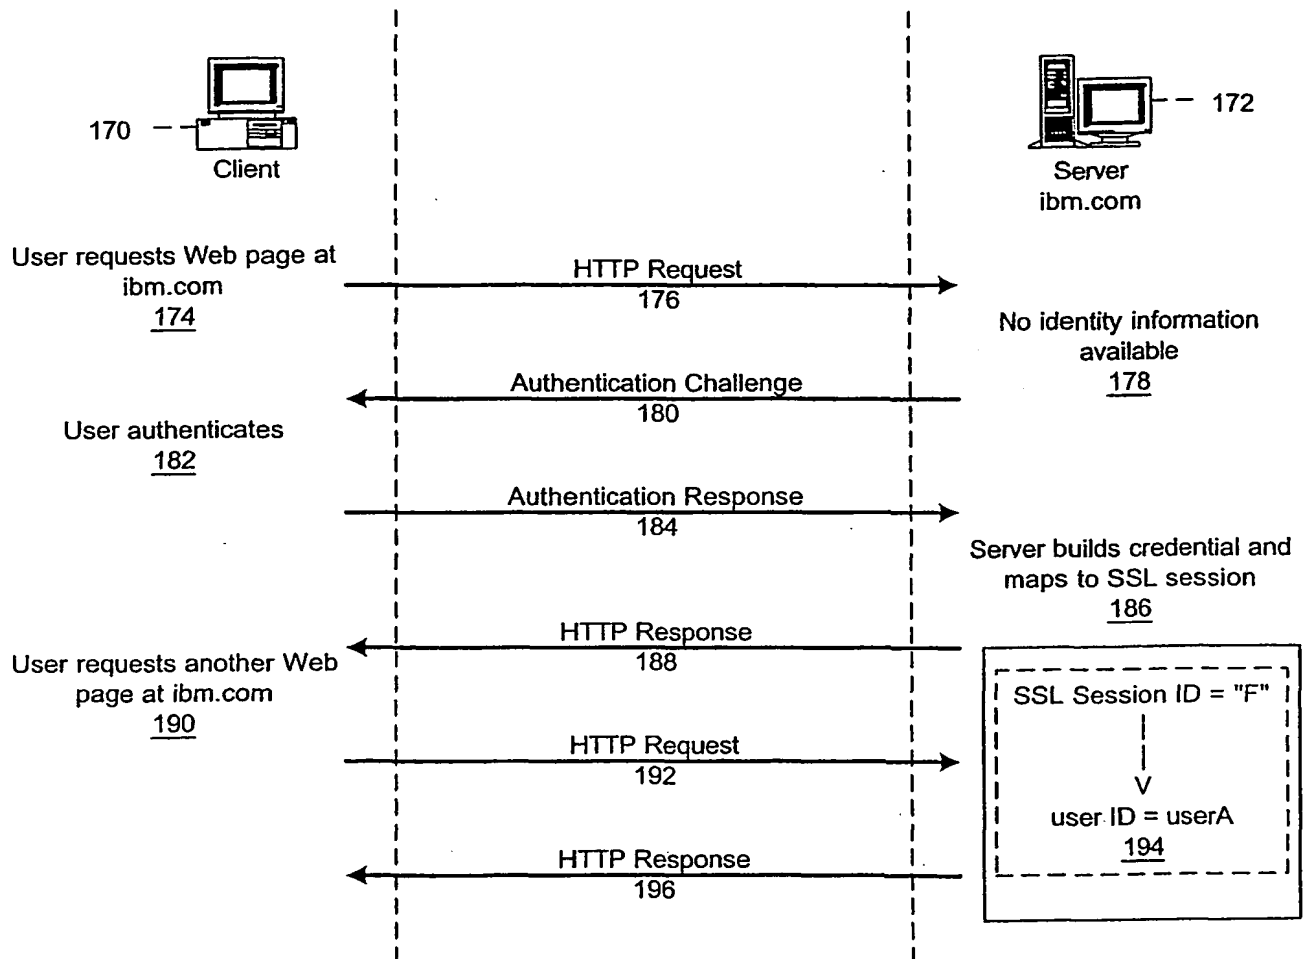 170
Client
172
Server
ibm.com
User requests Web page at
ibm.com
174
HTTP Request
176
No identity information
available
178
Authentication Challenge
180
User authenticates
182
Authentication Response
184
Server builds credential and
maps to SSL session
186
HTTP Response
188
User requests another Web
page at ibm.com
190
SSL Session ID = "F"
V
user ID = userA
194
HTTP Request
192
HTTP Response
196